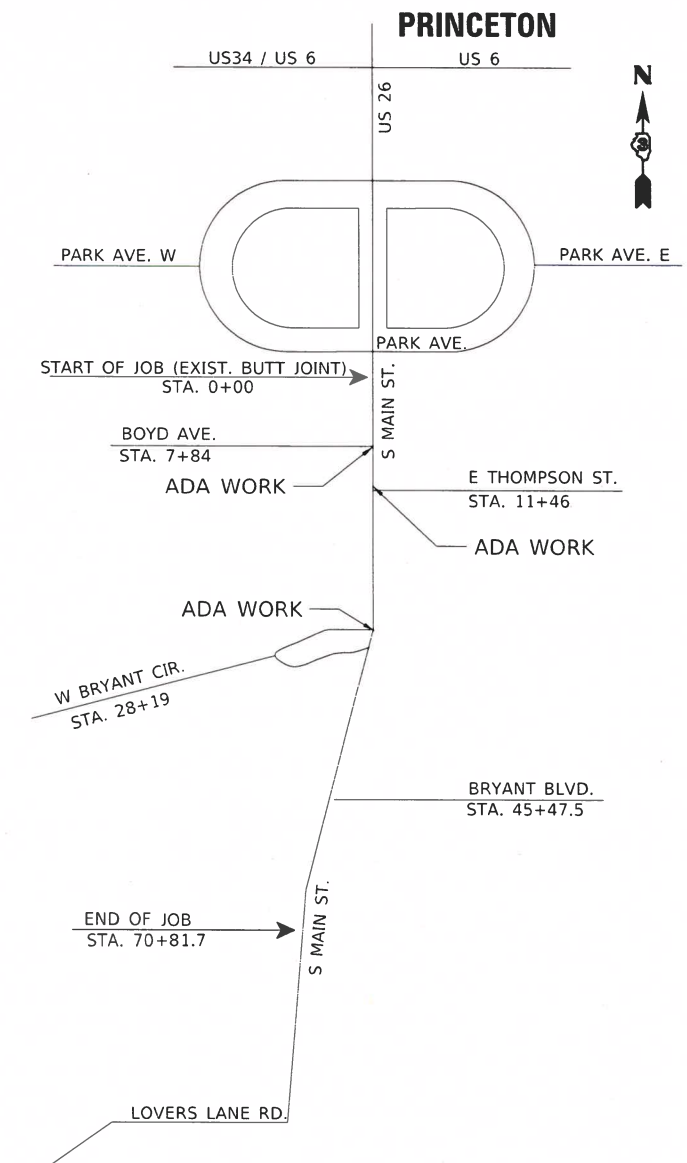 PRINCETON
US34 / US 6
US 6
US 26
N
3
PARK AVE. W
PARK AVE. E
PARK AVE.
START OF JOB (EXIST. BUTT JOINT)
STA. 0+00
S MAIN ST.
BOYD AVE.
STA. 7+84
ADA WORK
E THOMPSON ST.
STA. 11+46
ADA WORK
ADA WORK
W BRYANT CIR.
STA. 28+19
BRYANT BLVD.
STA. 45+47.5
END OF JOB
STA. 70+81.7
S MAIN ST.
LOVERS LANE RD.